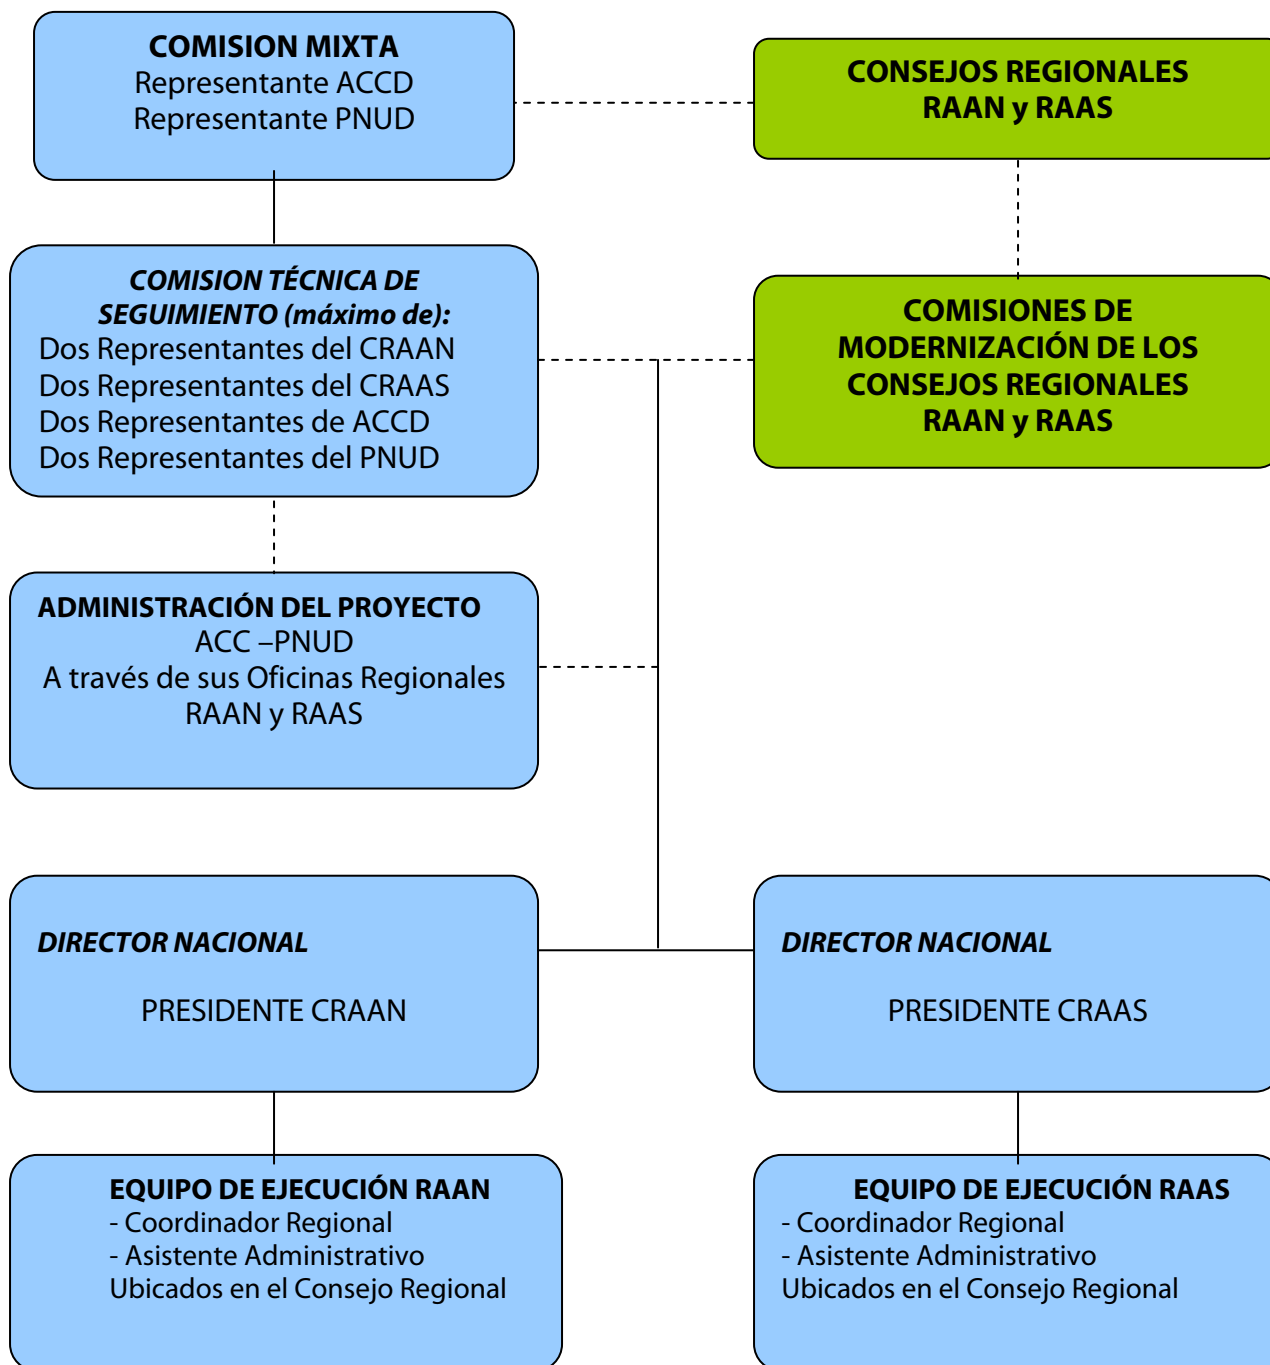 COMISION MIXTA
Representante ACCD
Representante PNUD
CONSEJOS REGIONALES
RAAN y RAAS
COMISION TÉCNICA DE
SEGUIMIENTO (máximo de):
Dos Representantes del CRAAN
Dos Representantes del CRAAS
Dos Representantes de ACCD
Dos Representantes del PNUD
COMISIONES DE
MODERNIZACIÓN DE LOS
CONSEJOS REGIONALES
RAAN y RAAS
ADMINISTRACIÓN DEL PROYECTO
ACC –PNUD
A través de sus Oficinas Regionales
RAAN y RAAS
DIRECTOR NACIONAL
PRESIDENTE CRAAN
DIRECTOR NACIONAL
PRESIDENTE CRAAS
EQUIPO DE EJECUCIÓN RAAN
- Coordinador Regional
- Asistente Administrativo
Ubicados en el Consejo Regional
EQUIPO DE EJECUCIÓN RAAS
- Coordinador Regional
- Asistente Administrativo
Ubicados en el Consejo Regional